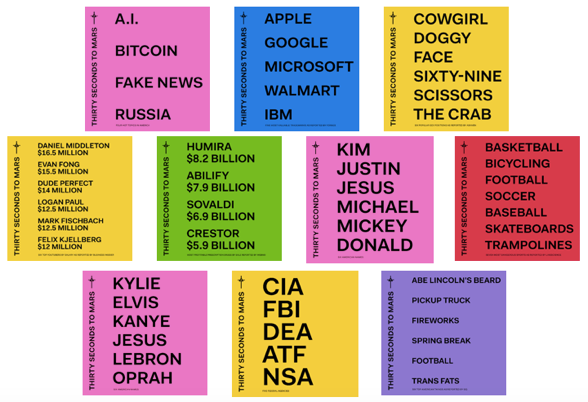 THIRTY SECONDS TO MARS
A.I.
BITCOIN
FAKE NEWS
RUSSIA
THIRTY SECONDS TO MARS
APPLE
GOOGLE
MICROSOFT
WALMART
IBM
THIRTY SECONDS TO MARS
COWGIRL
DOGGY
FACE
SIXTY-NINE
SCISSORS
THE CRAB
THIRTY SECONDS TO MARS
DANIEL MIDDLETON
$16.5 MILLION
EVAN FONG
$15.5 MILLION
DUDE PERFECT
$14 MILLION
LOGAN PAUL
$12.5 MILLION
MARK FISCHBACH
$12.5 MILLION
FELIX KJELLBERG
$12 MILLION
THIRTY SECONDS TO MARS
HUMIRA
$8.2 BILLION
ABILIFY
$7.9 BILLION
SOVALDI
$6.9 BILLION
CRESTOR
$5.9 BILLION
THIRTY SECONDS TO MARS
KIM
JUSTIN
JESUS
MICHAEL
MICKEY
DONALD
THIRTY SECONDS TO MARS
BASKETBALL
BICYCLING
FOOTBALL
SOCCER
BASEBALL
SKATEBOARDS
TRAMPOLINES
THIRTY SECONDS TO MARS
KYLIE
ELVIS
KANYE
JESUS
LEBRON
OPRAH
THIRTY SECONDS TO MARS
CIA
FBI
DEA
ATF
NSA
THIRTY SECONDS TO MARS
ABE LINCOLN'S BEARD
PICKUP TRUCK
FIREWORKS
SPRING BREAK
FOOTBALL
TRANS FATS